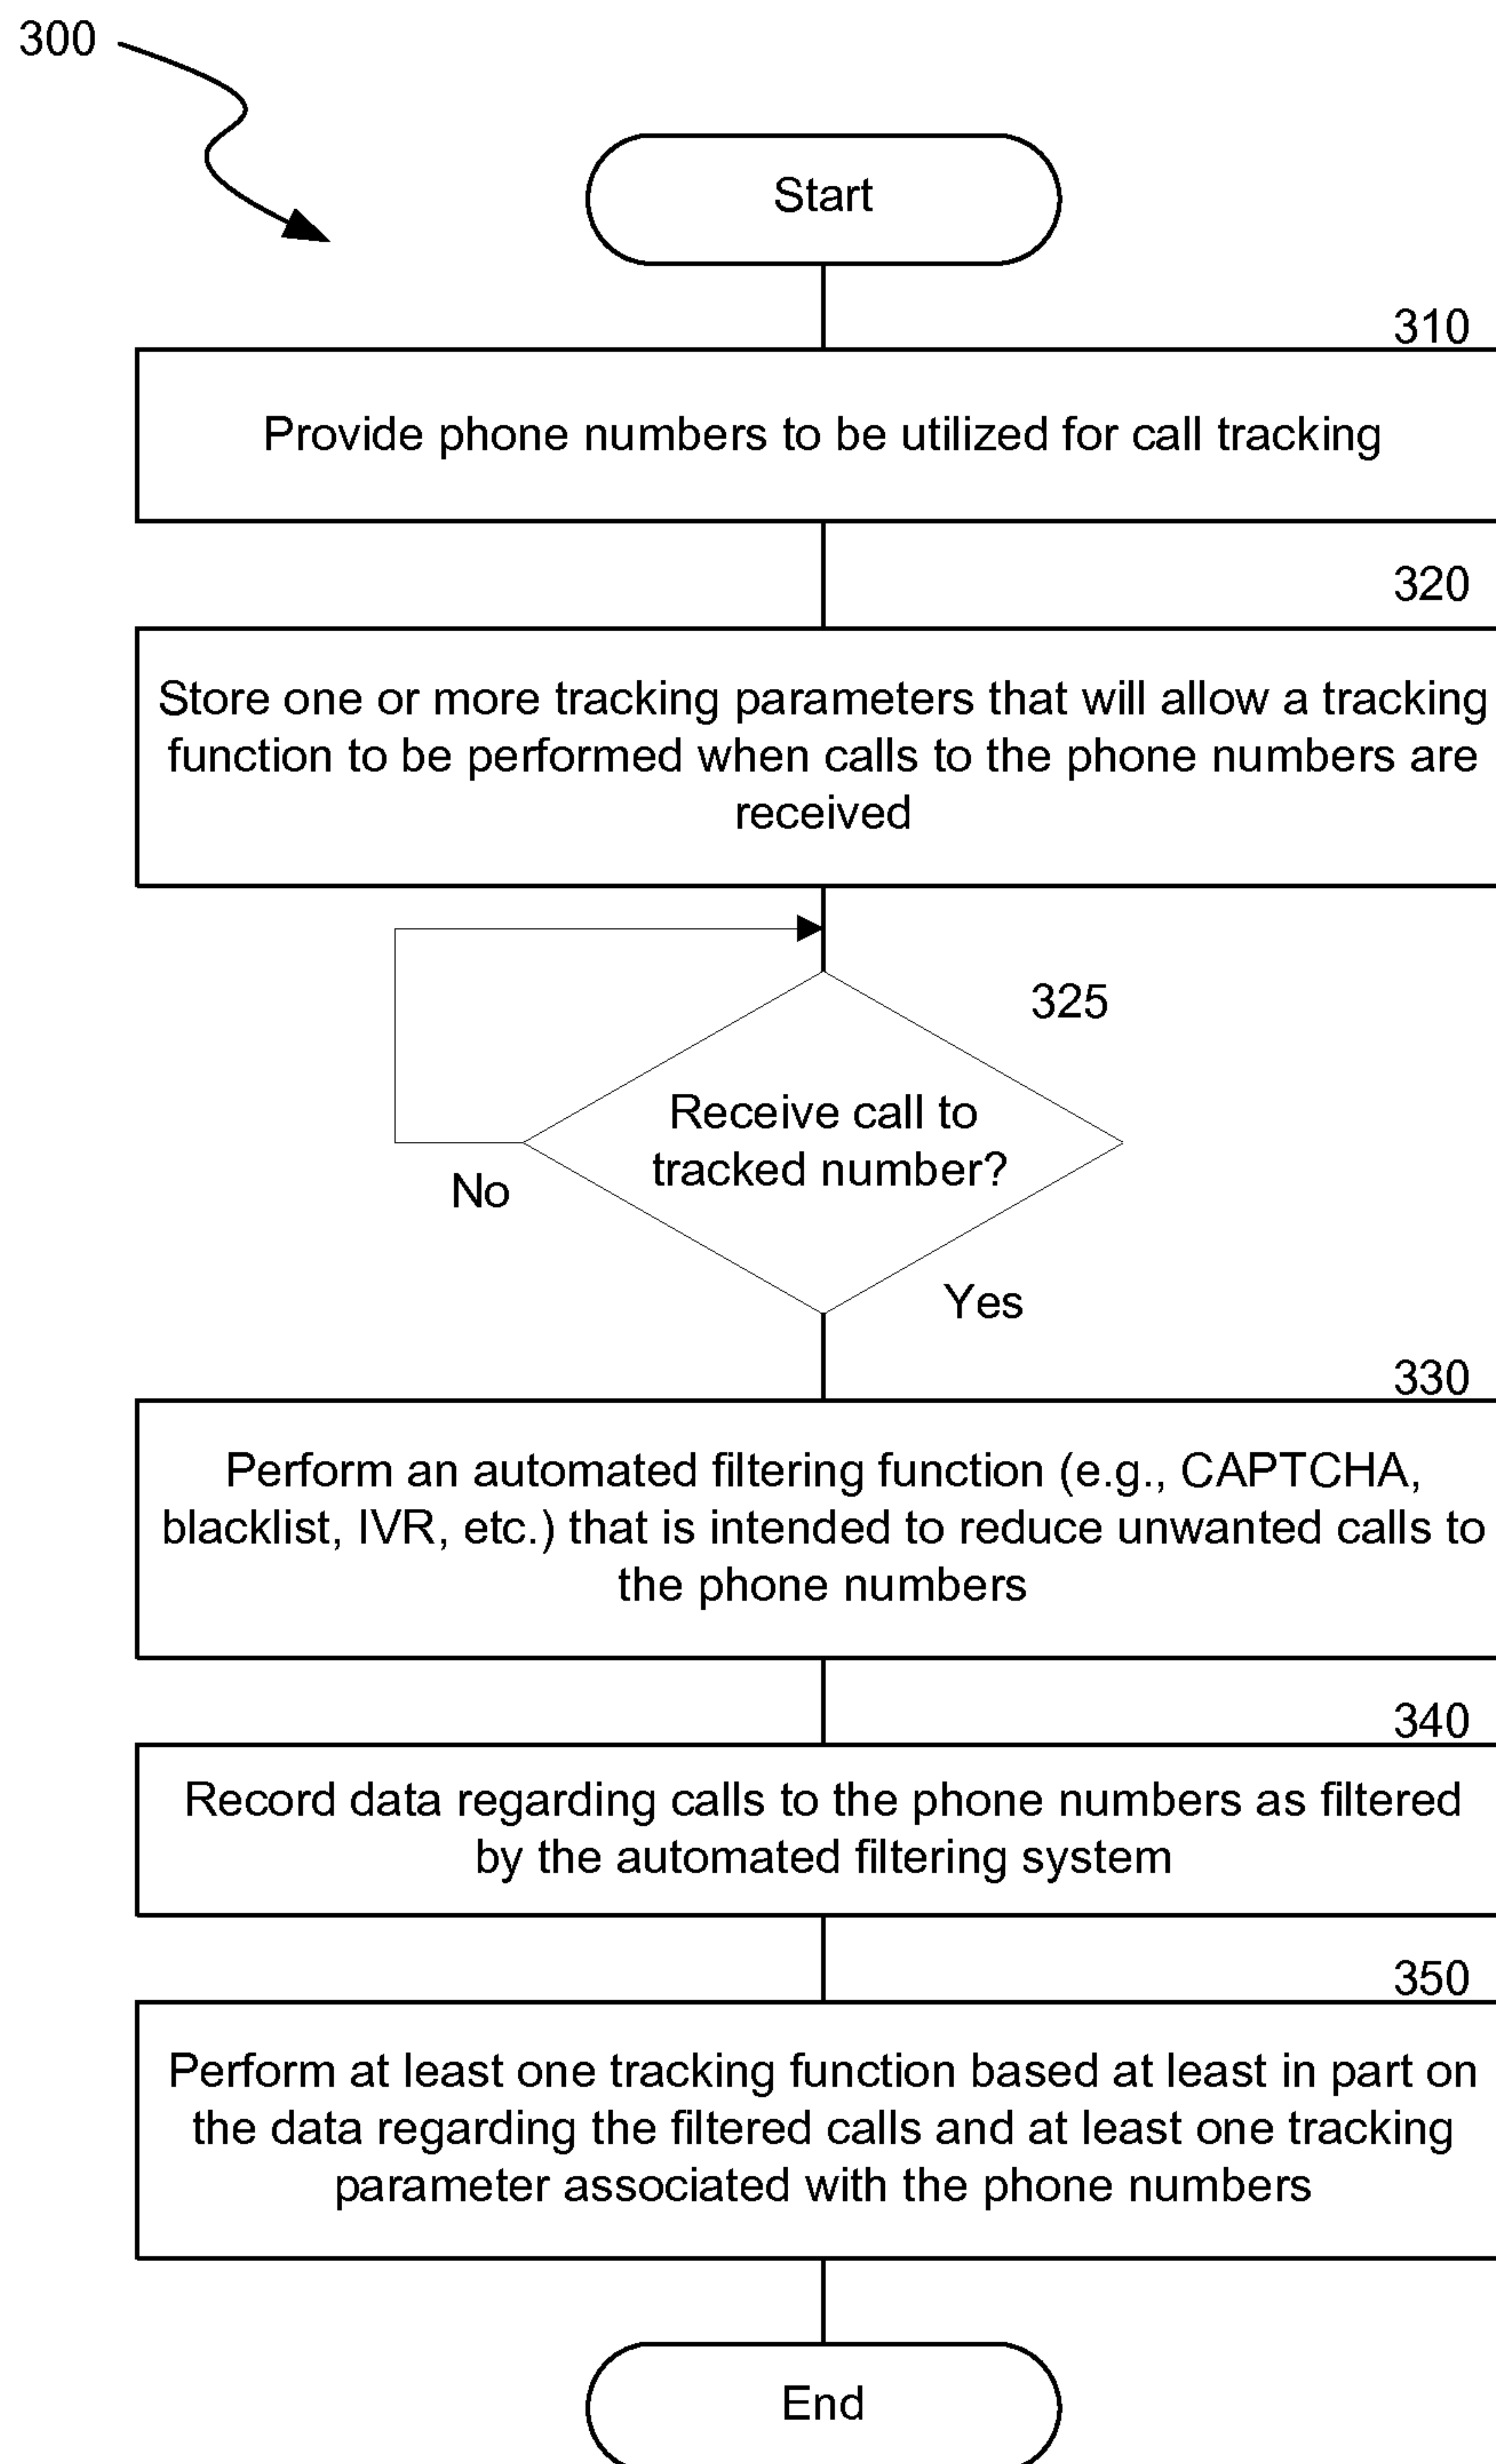 300
Start
310
Provide phone numbers to be utilized for call tracking
320
Store one or more tracking parameters that will allow a tracking
function to be performed when calls to the phone numbers are
received
325
Receive call to
tracked number?
No
Yes
330
Perform an automated filtering function (e.g., CAPTCHA,
blacklist, IVR, etc.) that is intended to reduce unwanted calls to
the phone numbers
340
Record data regarding calls to the phone numbers as filtered
by the automated filtering system
350
Perform at least one tracking function based at least in part on
the data regarding the filtered calls and at least one tracking
parameter associated with the phone numbers
End